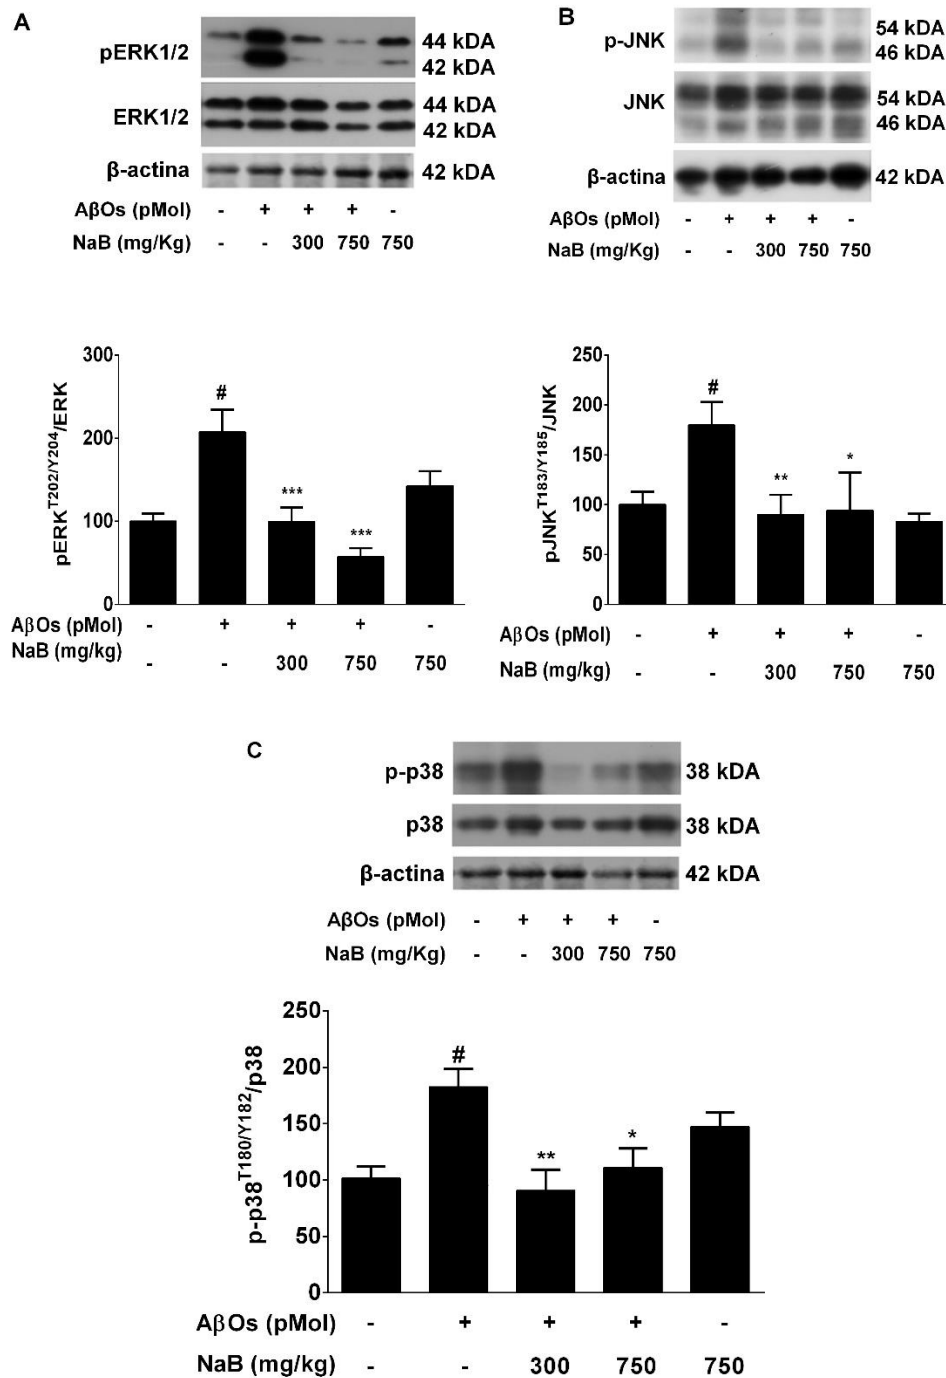 A
pERK1/2
44 kDA
42 kDA
ERK1/2
44 kDA
42 kDA
β-actina
42 kDA
AβOs (pMol) - + + + -
NaB (mg/Kg) - - 300 750 750
B
p-JNK
54 kDA
46 kDA
JNK
54 kDA
46 kDA
β-actina
42 kDA
AβOs (pMol) - + + + -
NaB (mg/Kg) - - 300 750 750
pERK^T202/Y204/ERK
300
200
100
0
#
***
***
AβOs (pMol) - + + + -
NaB (mg/kg) - - 300 750 750
pJNK^T183/Y185/JNK
250
200
150
100
50
0
#
**
*
AβOs (pMol) - + + + -
NaB (mg/kg) - - 300 750 750
C
p-p38
38 kDA
p38
38 kDA
β-actina
42 kDA
AβOs (pMol) - + + + -
NaB (mg/Kg) - - 300 750 750
p-p38^T180/Y182/p38
250
200
150
100
50
0
#
**
*
AβOs (pMol) - + + + -
NaB (mg/kg) - - 300 750 750